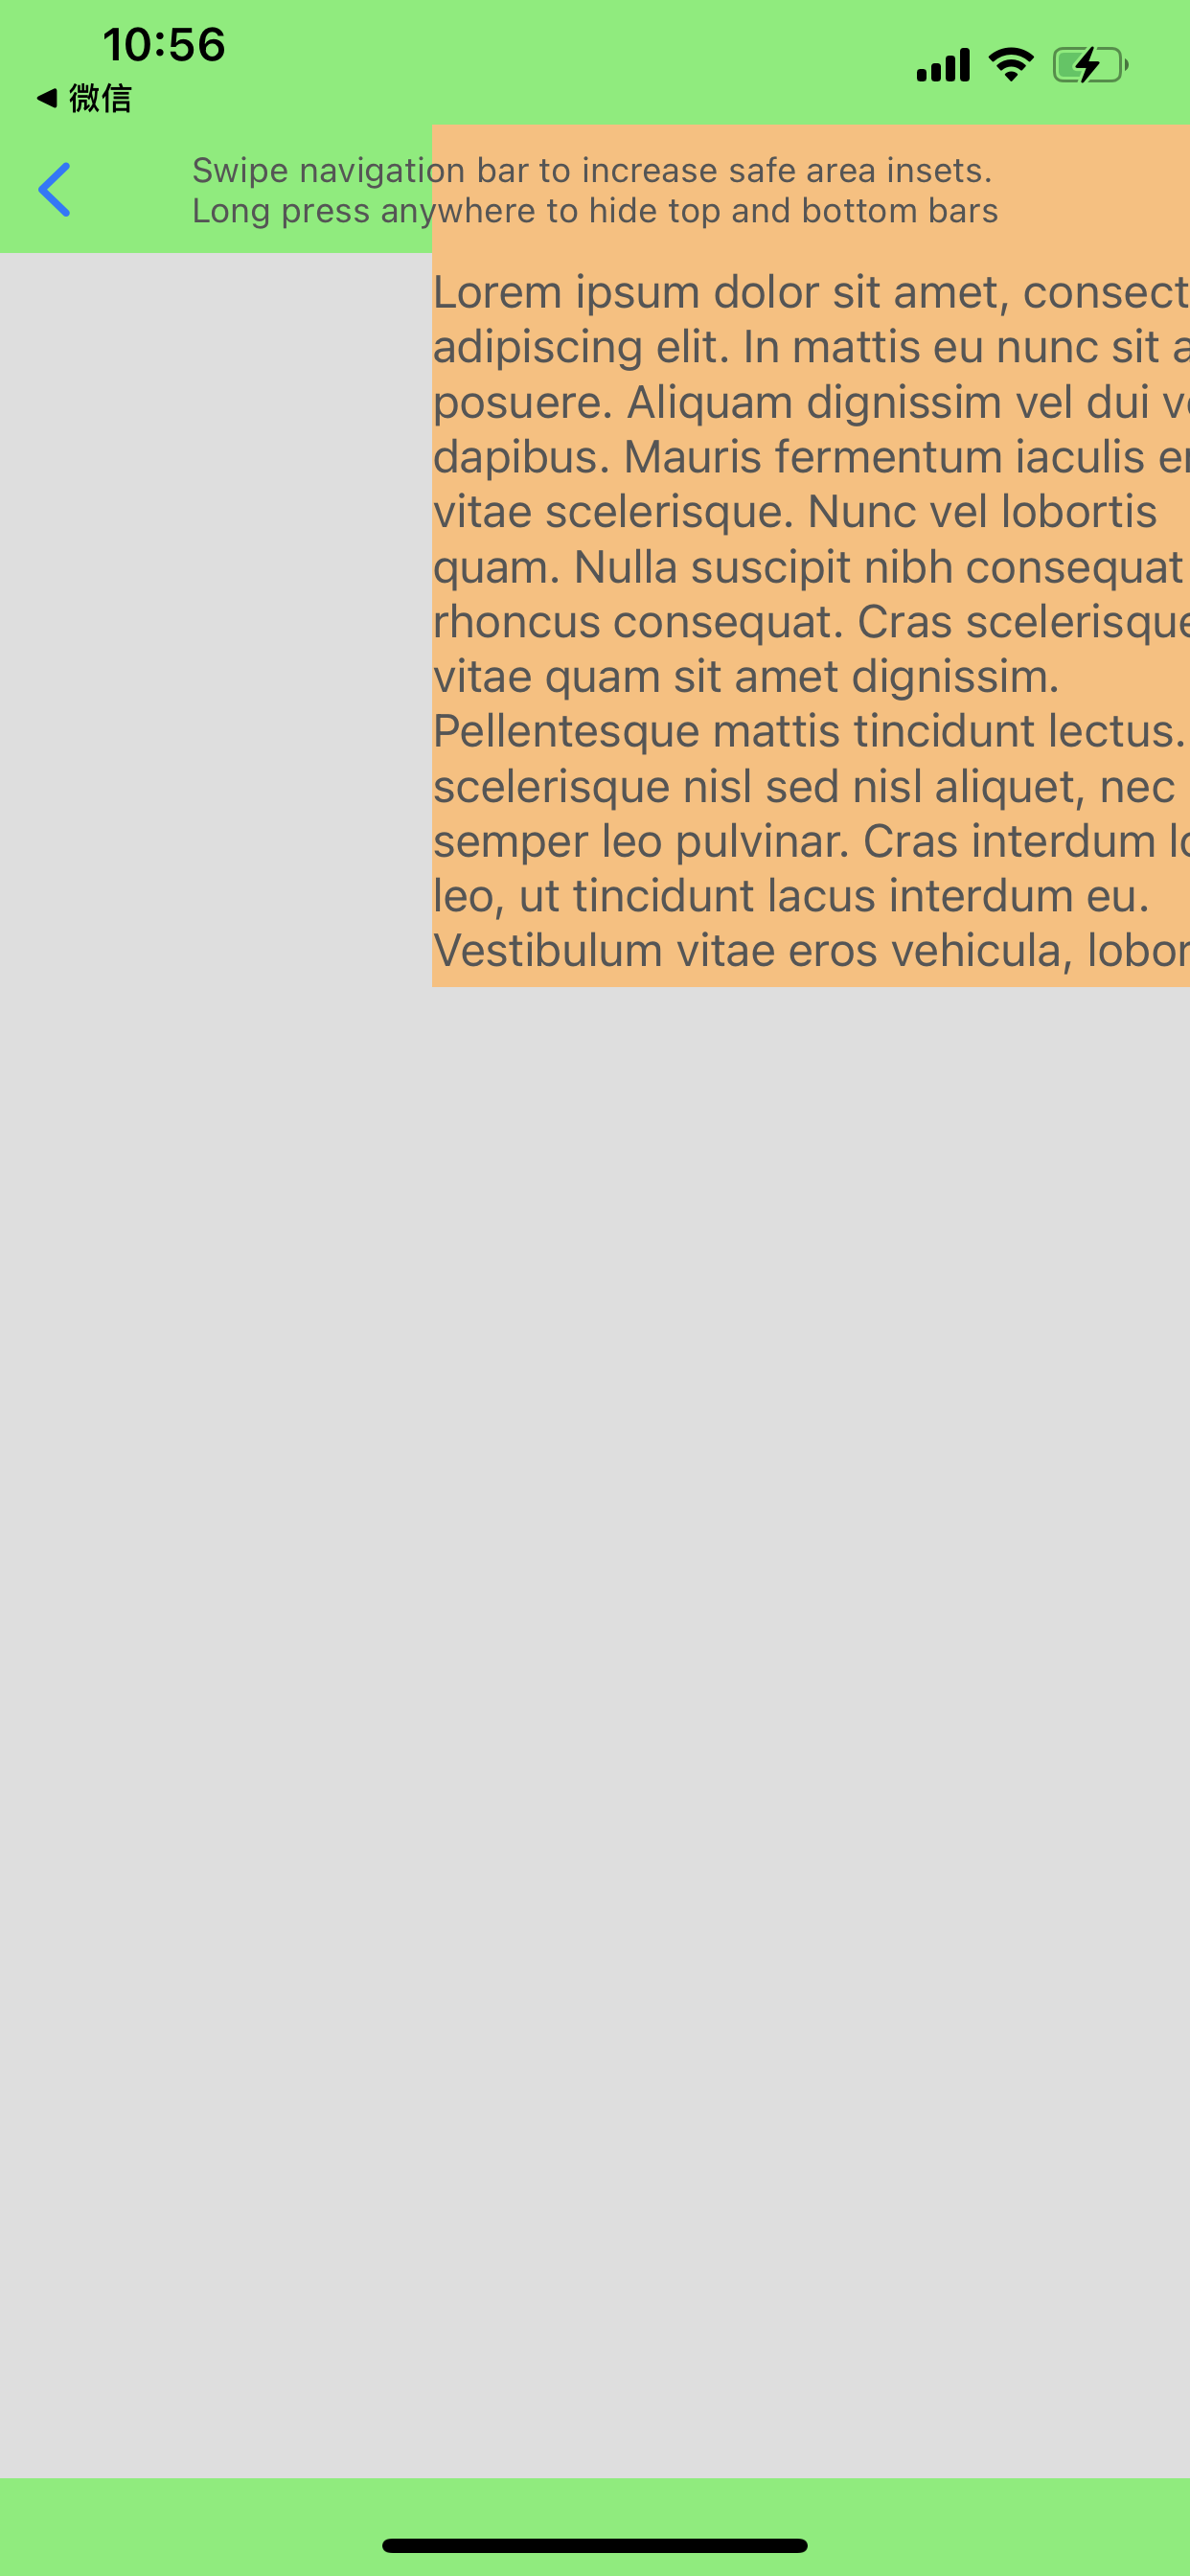 10:56
◀ 微信
Swipe navigation bar to increase safe area insets.
Long press anywhere to hide top and bottom bars
Lorem ipsum dolor sit amet, consect
adipiscing elit. In mattis eu nunc sit a
posuere. Aliquam dignissim vel dui v
dapibus. Mauris fermentum iaculis e
vitae scelerisque. Nunc vel lobortis
quam. Nulla suscipit nibh consequat
rhoncus consequat. Cras scelerisque
vitae quam sit amet dignissim.
Pellentesque mattis tincidunt lectus.
scelerisque nisl sed nisl aliquet, nec
semper leo pulvinar. Cras interdum lo
leo, ut tincidunt lacus interdum eu.
Vestibulum vitae eros vehicula, lobor